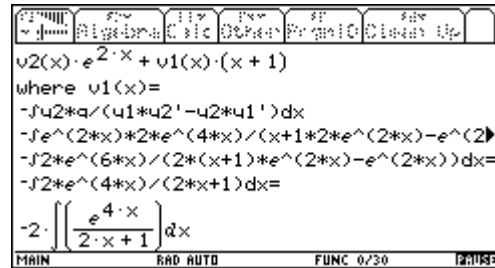 F1 F2 F3 F4 F5 F6
Algebra Calc Other PrgmIO Clean Up
v2(x)·e^2·x + v1(x)·(x + 1)
where v1(x)=
-∫u2*q/(u1*u2'-u2*u1')dx
-∫e^(2*x)*2*e^(4*x)/(x+1*2*e^(2*x)-e^(2▶
-∫2*e^(6*x)/(2*(x+1)*e^(2*x)-e^(2*x))dx=
-∫2*e^(4*x)/(2*x+1)dx=
-2·∫(e^4·x/2·x + 1)dx
MAIN RAD AUTO FUNC 0/30 PAUSE